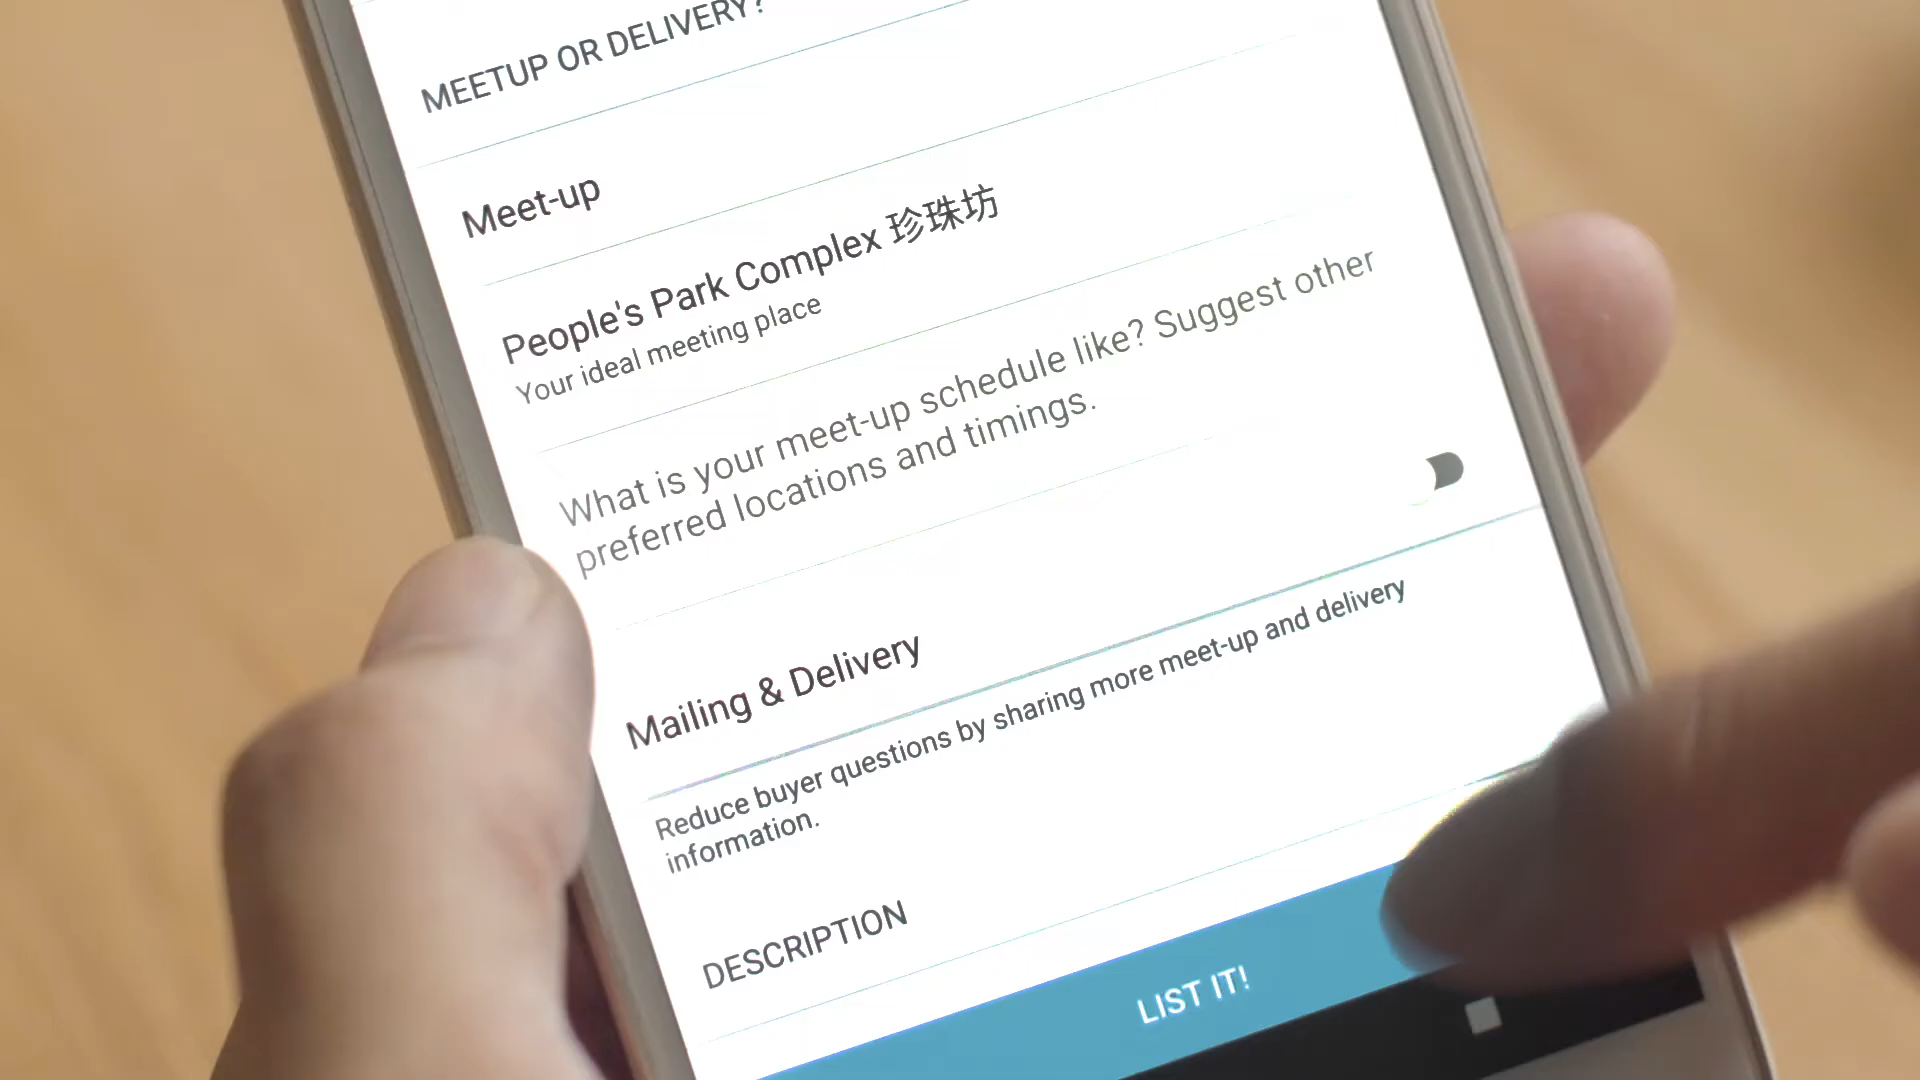 MEETUP OR DELIVERY?
Meet-up
People's Park Complex 珍珠坊
Your ideal meeting place
What is your meet-up schedule like? Suggest other
preferred locations and timings.
Mailing & Delivery
Reduce buyer questions by sharing more meet-up and delivery
information.
DESCRIPTION
LIST IT!